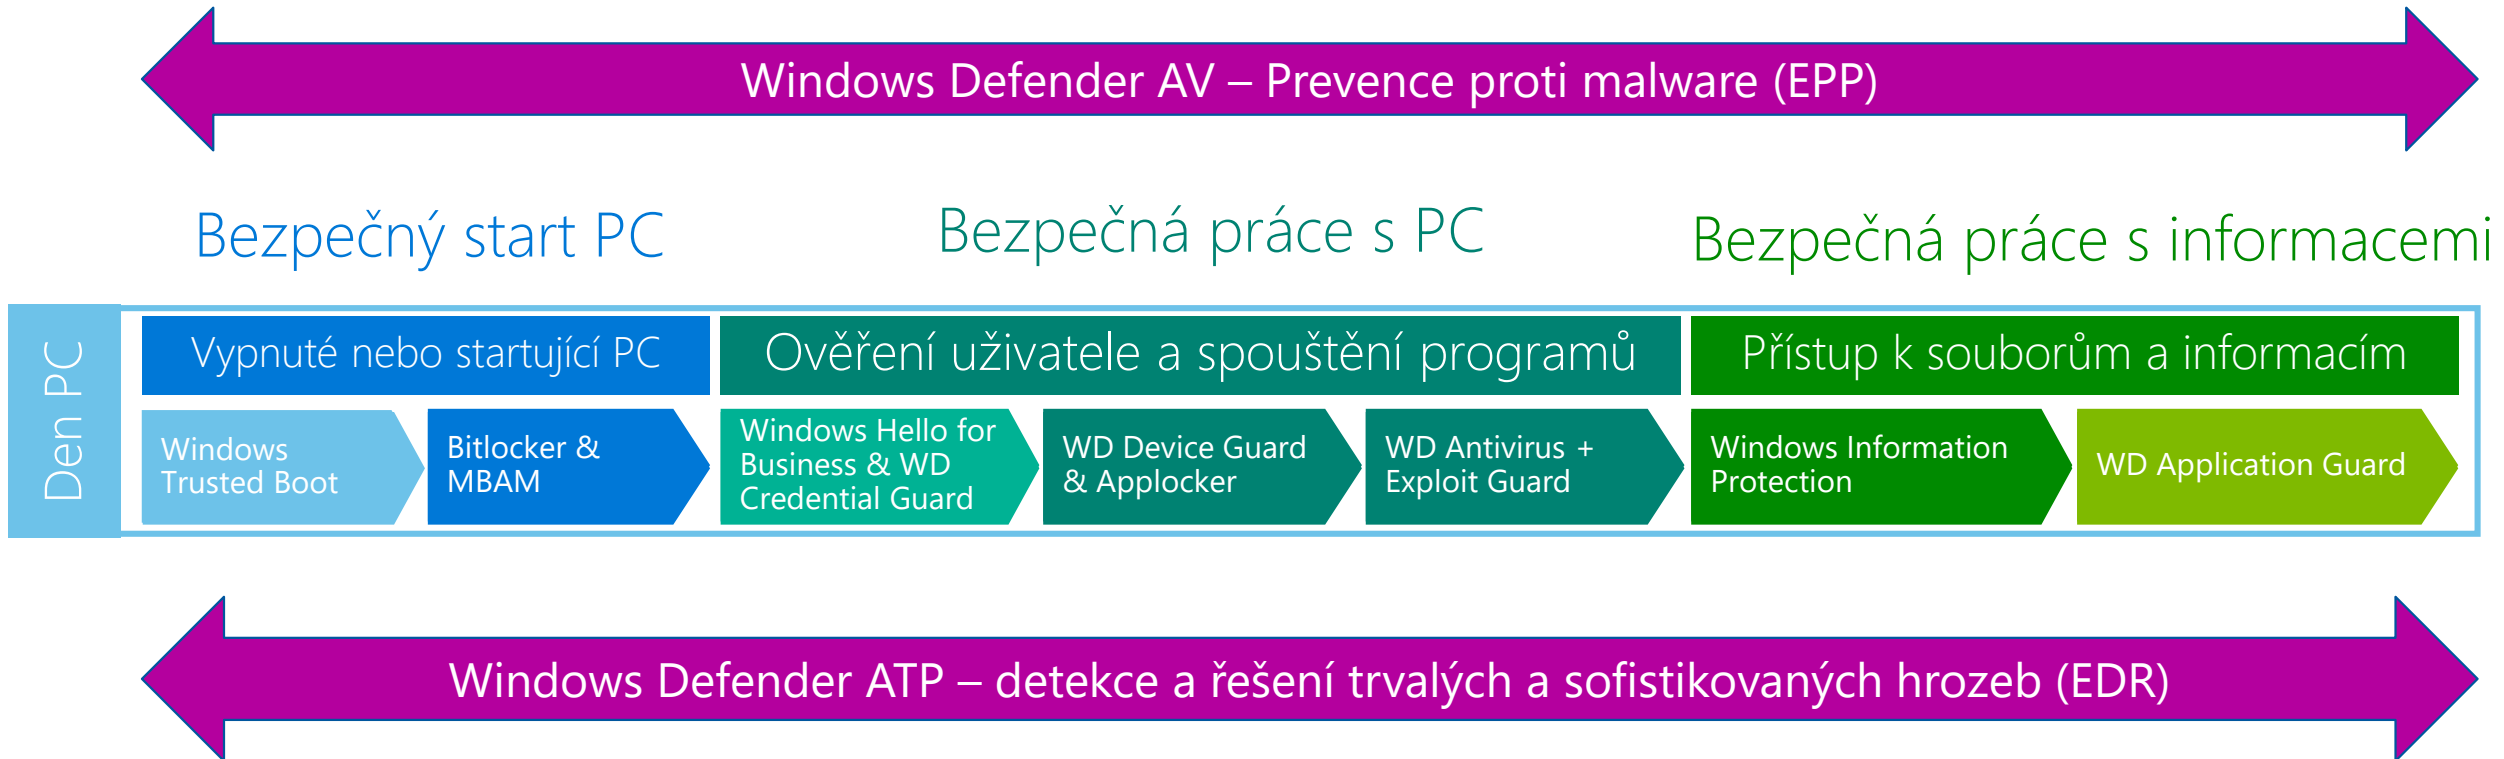 Windows Defender AV – Prevence proti malware (EPP)
Bezpečný start PC
Bezpečná práce s PC
Bezpečná práce s informacemi
Den PC
Vypnuté nebo startující PC
Ověření uživatele a spouštění programů
Přístup k souborům a informacím
Windows
Trusted Boot
Bitlocker &
MBAM
Windows Hello for
Business & WD
Credential Guard
WD Device Guard
& Applocker
WD Antivirus +
Exploit Guard
Windows Information
Protection
WD Application Guard
Windows Defender ATP – detekce a řešení trvalých a sofistikovaných hrozeb (EDR)